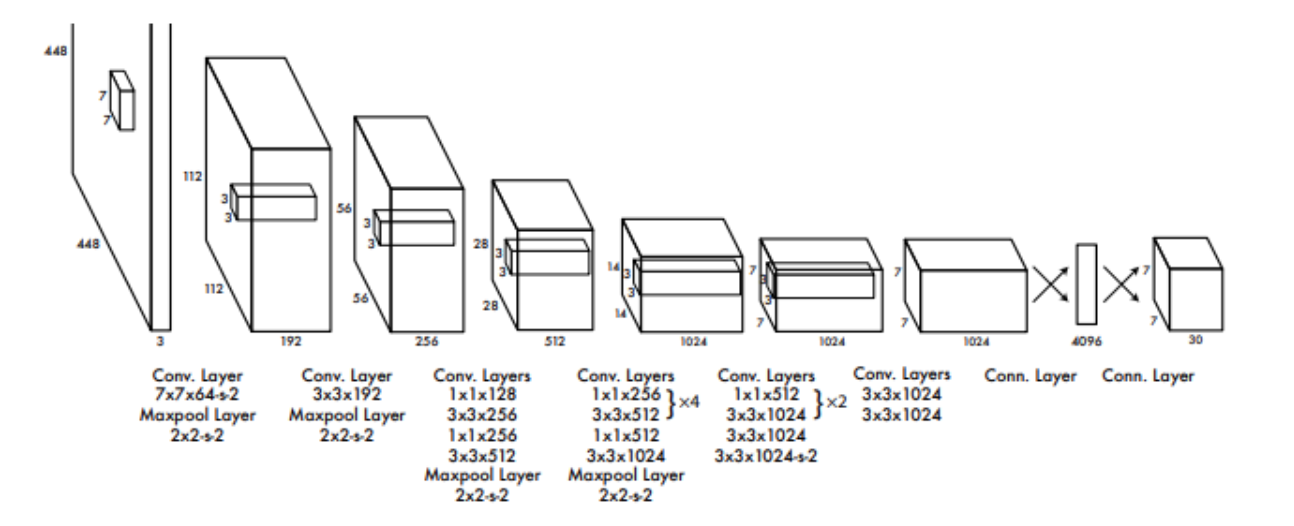 448
7
7
448
3
112
3
3
112
192
56
3
3
56
256
28
3
3
28
512
14
3
3
14
1024
7
3
3
7
1024
7
7
1024
4096
7
7
30
Conv. Layer
7x7x64-s-2
Maxpool Layer
2x2-s-2
Conv. Layer
3x3x192
Maxpool Layer
2x2-s-2
Conv. Layers
1x1x128
3x3x256
1x1x256
3x3x512
Maxpool Layer
2x2-s-2
Conv. Layers
1x1x256
3x3x512
}×4
1x1x512
3x3x1024
Maxpool Layer
2x2-s-2
Conv. Layers
1x1x512
3x3x1024
}×2
3x3x1024
3x3x1024-s-2
Conv. Layers
3x3x1024
3x3x1024
Conn. Layer
Conn. Layer